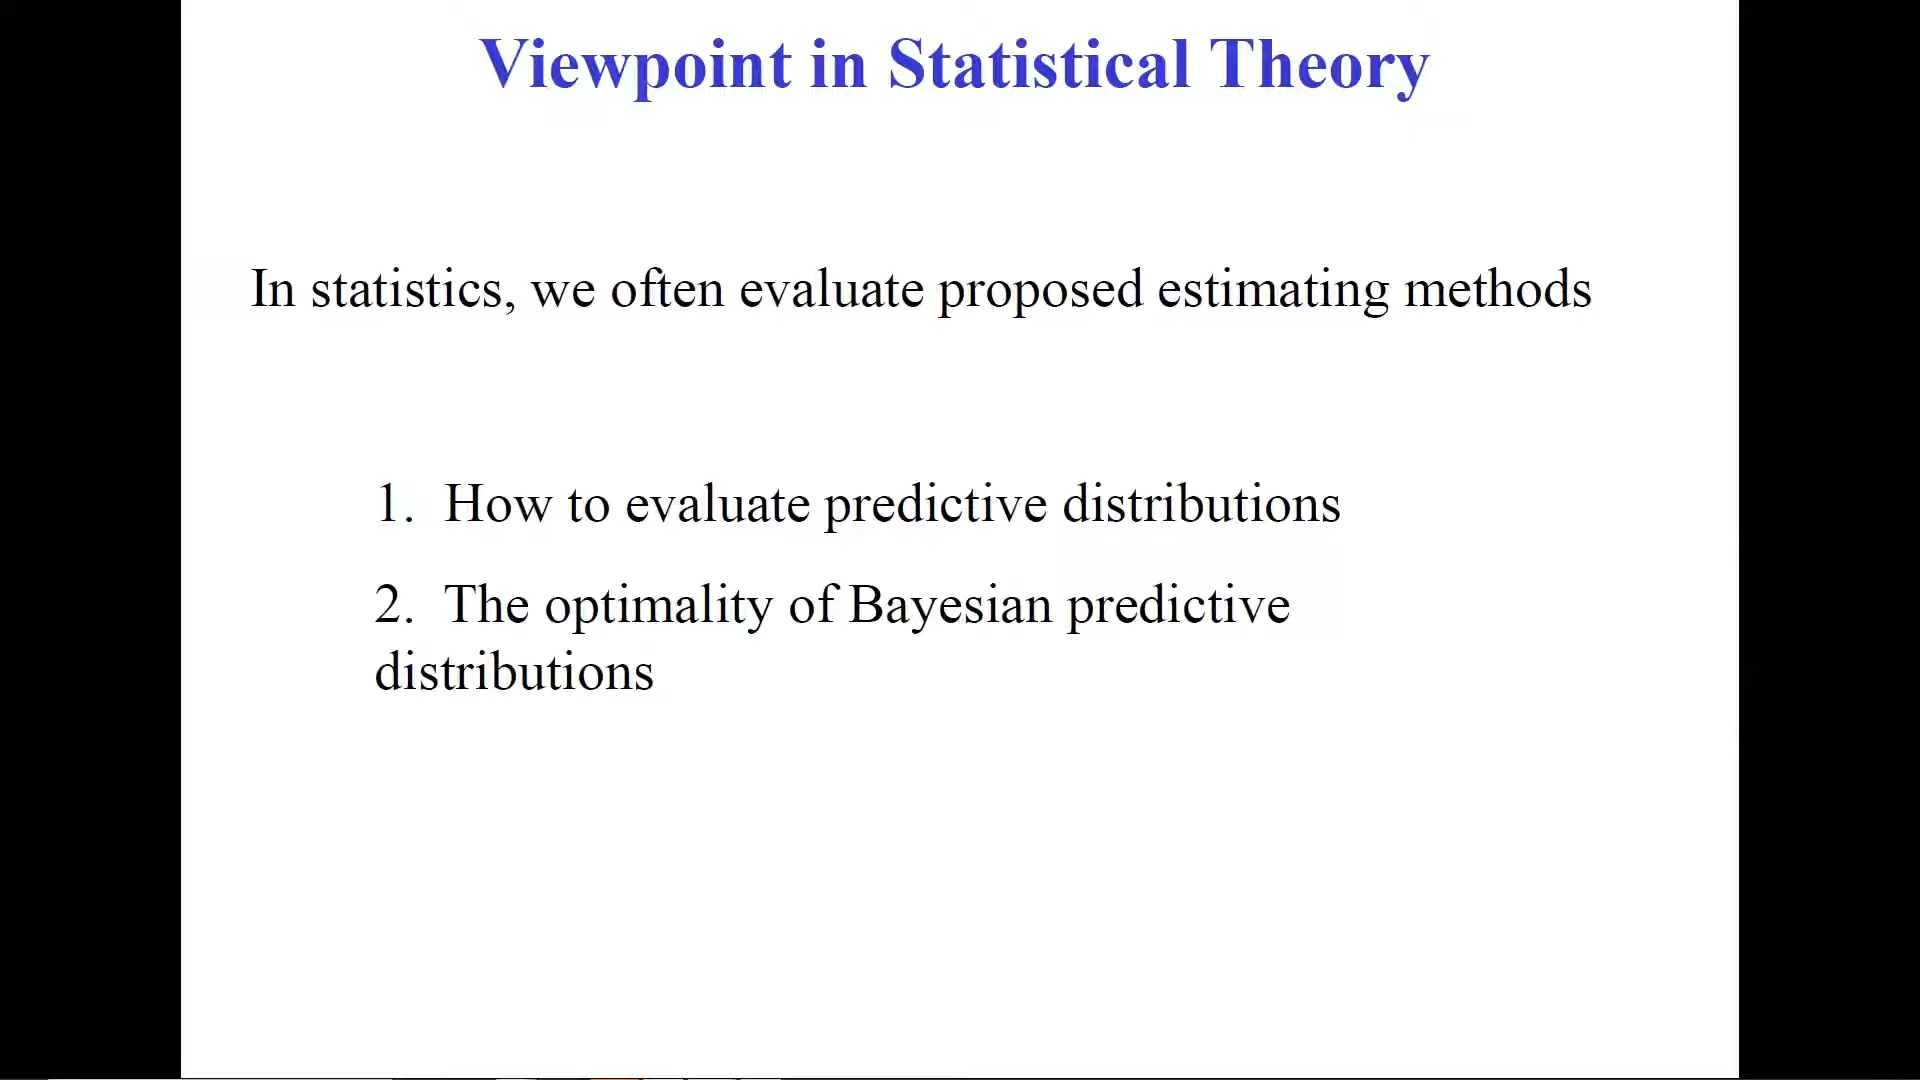 Viewpoint in Statistical Theory
In statistics, we often evaluate proposed estimating methods
1. How to evaluate predictive distributions
2. The optimality of Bayesian predictive
distributions